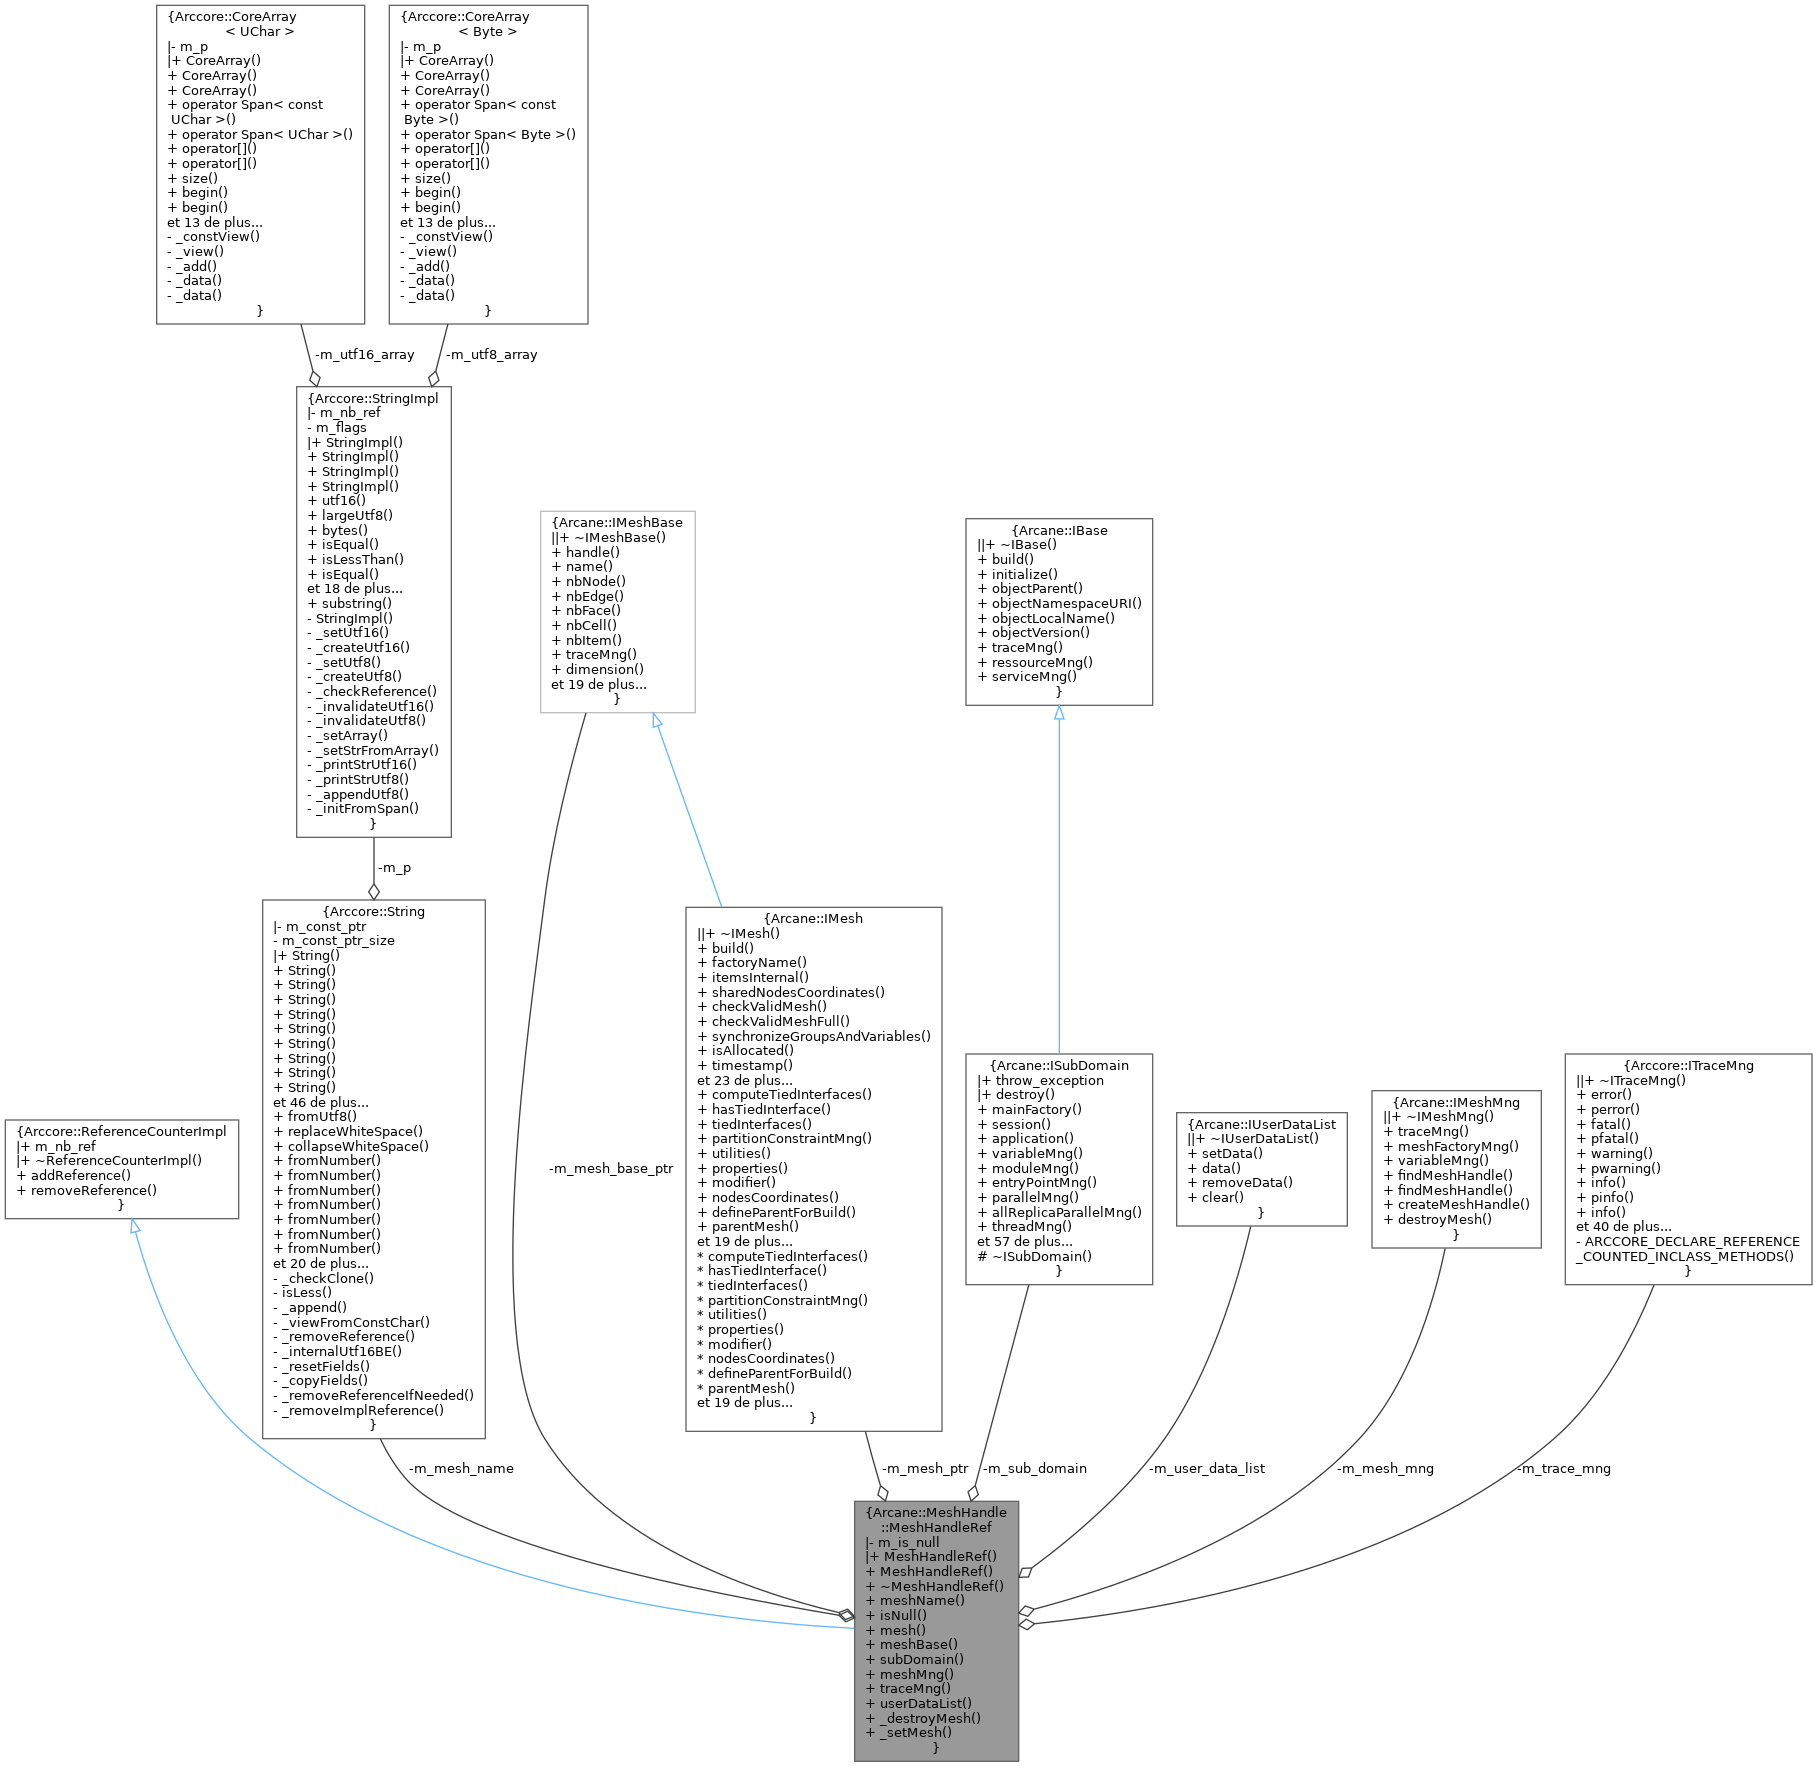 {Arccore::CoreArray
< UChar >
|- m_p
|+ CoreArray()
+ CoreArray()
+ CoreArray()
+ operator Span< const
UChar >()
+ operator Span< UChar >()
+ operator[]()
+ operator[]()
+ size()
+ begin()
+ begin()
et 13 de plus...
- _constView()
- _view()
- _add()
- _data()
- _data()
}
{Arccore::CoreArray
< Byte >
|- m_p
|+ CoreArray()
+ CoreArray()
+ CoreArray()
+ operator Span< const
Byte >()
+ operator Span< Byte >()
+ operator[]()
+ operator[]()
+ size()
+ begin()
+ begin()
et 13 de plus...
- _constView()
- _view()
- _add()
- _data()
- _data()
}
-m_utf16_array
-m_utf8_array
{Arccore::StringImpl
|- m_nb_ref
- m_flags
|+ StringImpl()
+ StringImpl()
+ StringImpl()
+ StringImpl()
+ utf16()
+ largeUtf8()
+ bytes()
+ isEqual()
+ isLessThan()
+ isEqual()
et 18 de plus...
+ substring()
- StringImpl()
- _setUtf16()
- _createUtf16()
- _setUtf8()
- _createUtf8()
- _checkReference()
- _invalidateUtf16()
- _invalidateUtf8()
- _setArray()
- _setStrFromArray()
- _printStrUtf16()
- _printStrUtf8()
- _appendUtf8()
- _initFromSpan()
}
{Arcane::IMeshBase
||+ ~IMeshBase()
+ handle()
+ name()
+ nbNode()
+ nbEdge()
+ nbFace()
+ nbCell()
+ nbItem()
+ traceMng()
+ dimension()
et 19 de plus...
}
{Arcane::IBase
||+ ~IBase()
+ build()
+ initialize()
+ objectParent()
+ objectNamespaceURI()
+ objectLocalName()
+ objectVersion()
+ traceMng()
+ ressourceMng()
+ serviceMng()
}
-m_p
{Arccore::String
|- m_const_ptr
- m_const_ptr_size
|+ String()
+ String()
+ String()
+ String()
+ String()
+ String()
+ String()
+ String()
+ String()
+ String()
et 46 de plus...
+ fromUtf8()
+ replaceWhiteSpace()
+ collapseWhiteSpace()
+ fromNumber()
+ fromNumber()
+ fromNumber()
+ fromNumber()
+ fromNumber()
+ fromNumber()
+ fromNumber()
et 20 de plus...
- _checkClone()
- isLess()
- _append()
- _viewFromConstChar()
- _removeReference()
- _internalUtf16BE()
- _resetFields()
- _copyFields()
- _removeReferenceIfNeeded()
- _removeImplReference()
}
{Arccore::ReferenceCounterImpl
|+ m_nb_ref
|+ ~ReferenceCounterImpl()
+ addReference()
+ removeReference()
}
-m_mesh_base_ptr
{Arcane::IMesh
||+ ~IMesh()
+ build()
+ factoryName()
+ itemsInternal()
+ sharedNodesCoordinates()
+ checkValidMesh()
+ checkValidMeshFull()
+ synchronizeGroupsAndVariables()
+ isAllocated()
+ timestamp()
et 23 de plus...
+ computeTiedInterfaces()
+ hasTiedInterface()
+ tiedInterfaces()
+ partitionConstraintMng()
+ utilities()
+ properties()
+ modifier()
+ nodesCoordinates()
+ defineParentForBuild()
+ parentMesh()
et 19 de plus...
* computeTiedInterfaces()
* hasTiedInterface()
* tiedInterfaces()
* partitionConstraintMng()
* utilities()
* properties()
* modifier()
* nodesCoordinates()
* defineParentForBuild()
* parentMesh()
et 19 de plus...
}
{Arcane::ISubDomain
|+ throw_exception
|+ destroy()
+ mainFactory()
+ session()
+ application()
+ variableMng()
+ moduleMng()
+ entryPointMng()
+ parallelMng()
+ allReplicaParallelMng()
+ threadMng()
et 57 de plus...
# ~ISubDomain()
}
{Arcane::IUserDataList
||+ ~IUserDataList()
+ setData()
+ data()
+ removeData()
+ clear()
}
{Arcane::IMeshMng
||+ ~IMeshMng()
+ traceMng()
+ meshFactoryMng()
+ variableMng()
+ findMeshHandle()
+ findMeshHandle()
+ createMeshHandle()
+ destroyMesh()
}
{Arccore::ITraceMng
||+ ~ITraceMng()
+ error()
+ perror()
+ fatal()
+ pfatal()
+ warning()
+ pwarning()
+ info()
+ pinfo()
+ info()
et 40 de plus...
- ARCCORE_DECLARE_REFERENCE
_COUNTED_INCLASS_METHODS()
}
-m_mesh_name
-m_mesh_ptr
-m_sub_domain
-m_user_data_list
-m_mesh_mng
-m_trace_mng
{Arcane::MeshHandle
::MeshHandleRef
|- m_is_null
|+ MeshHandleRef()
+ MeshHandleRef()
+ ~MeshHandleRef()
+ meshName()
+ isNull()
+ mesh()
+ meshBase()
+ subDomain()
+ meshMng()
+ traceMng()
+ userDataList()
+ _destroyMesh()
+ _setMesh()
}